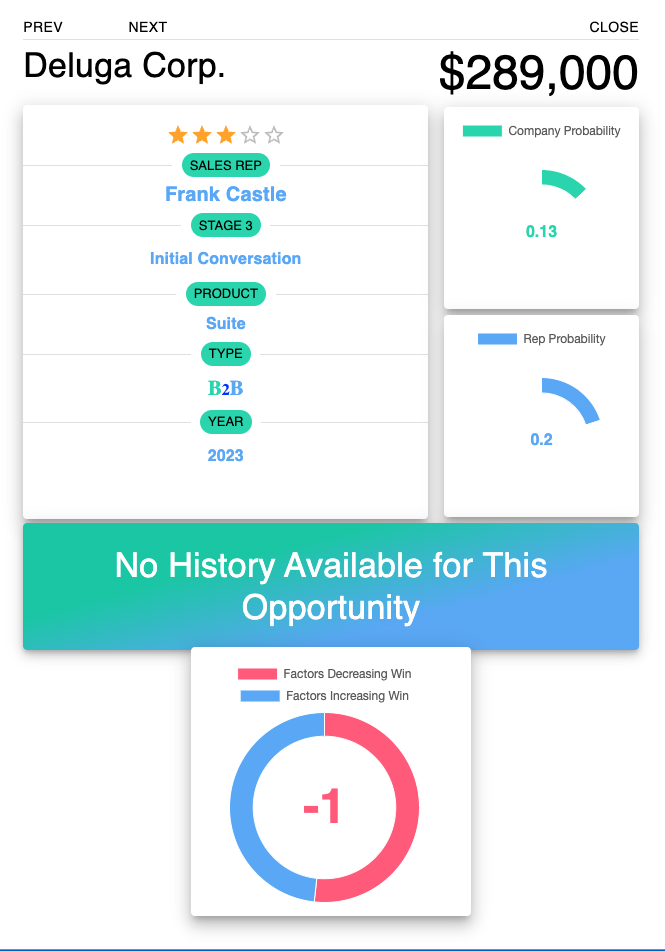 PREV NEXT CLOSE
Deluga Corp. $289,000
SALES REP
Frank Castle
STAGE 3
Initial Conversation
PRODUCT
Suite
TYPE
B2B
YEAR
2023
Company Probability
0.13
Rep Probability
0.2
No History Available for This
Opportunity
Factors Decreasing Win
Factors Increasing Win
-1